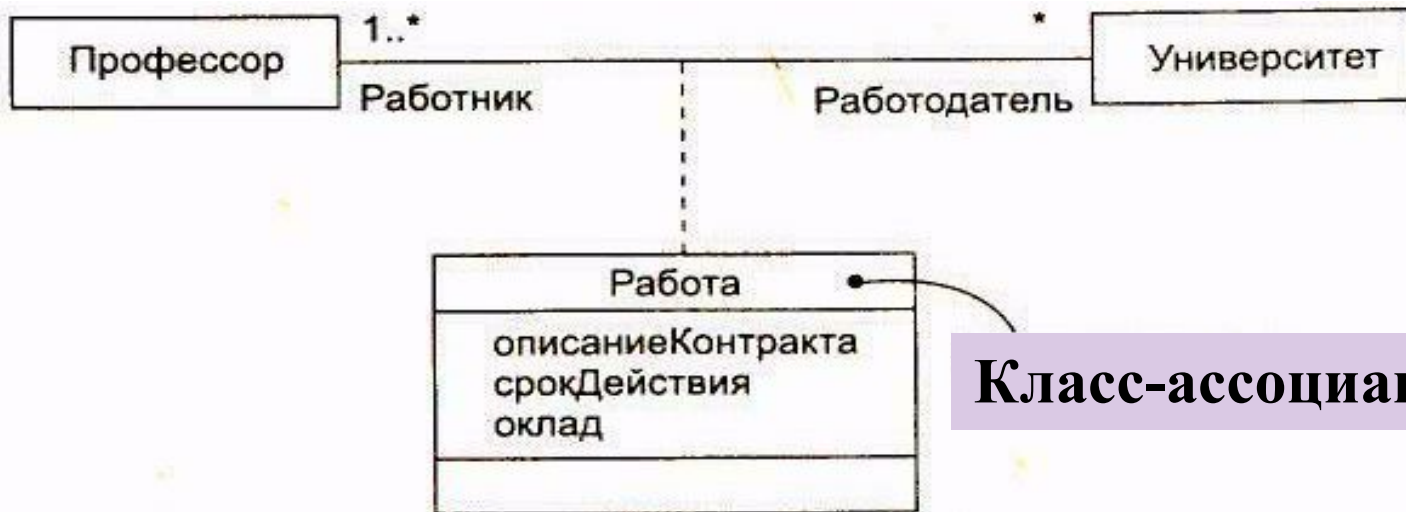 1..*
*
Профессор
Университет
Работник
Работодатель
Работа
описаниеКонтракта
срокДействия
оклад